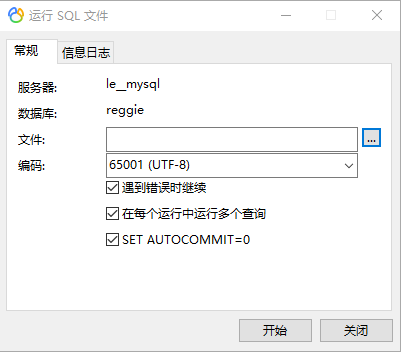 运行 SQL 文件
常规 信息日志
服务器: le__mysql
数据库: reggie
文件: ...
编码: 65001 (UTF-8)
遇到错误时继续
在每个运行中运行多个查询
SET AUTOCOMMIT=0
开始 关闭